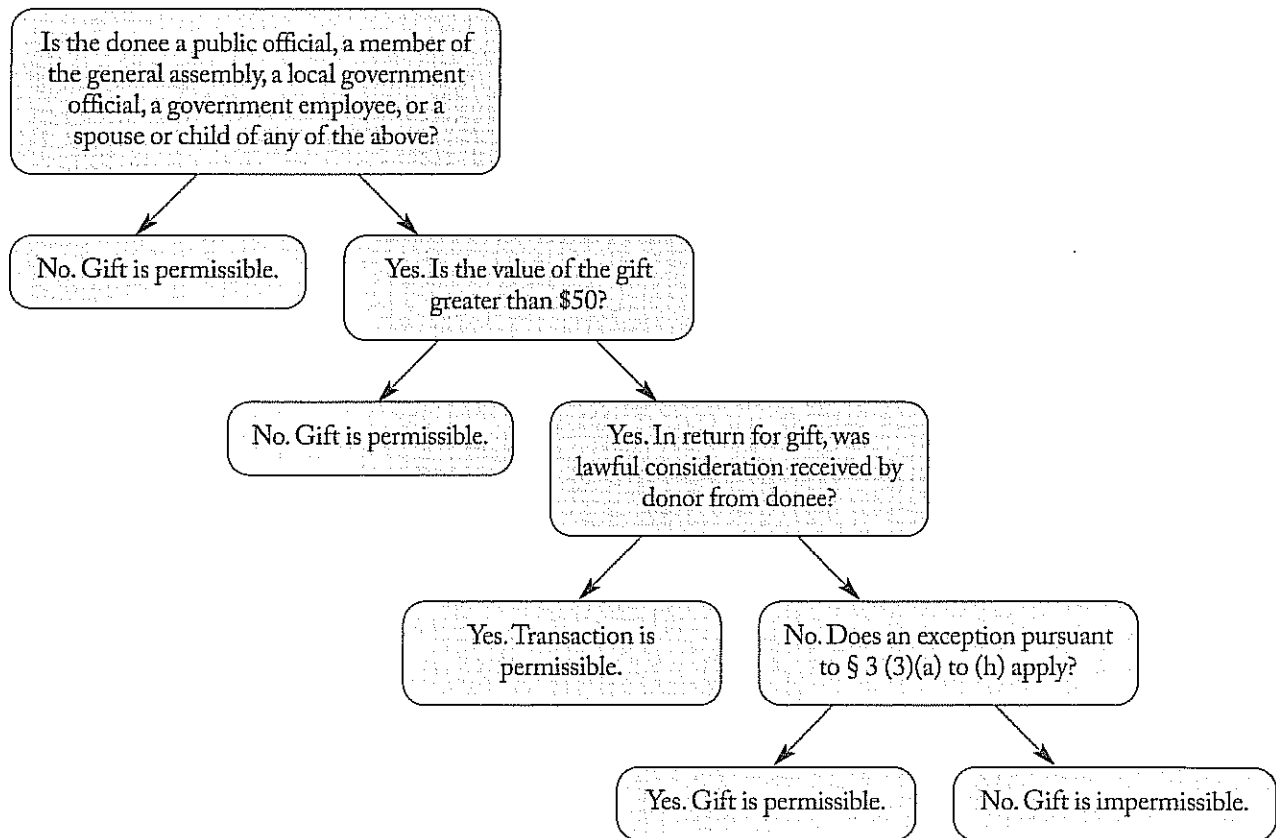 Is the donee a public official, a member of
the general assembly, a local government
official, a government employee, or a
spouse or child of any of the above?
No. Gift is permissible.
Yes. Is the value of the gift
greater than $50?
No. Gift is permissible.
Yes. In return for gift, was
lawful consideration received by
donor from donee?
Yes. Transaction is
permissible.
No. Does an exception pursuant
to § 3 (3)(a) to (h) apply?
Yes. Gift is permissible.
No. Gift is impermissible.